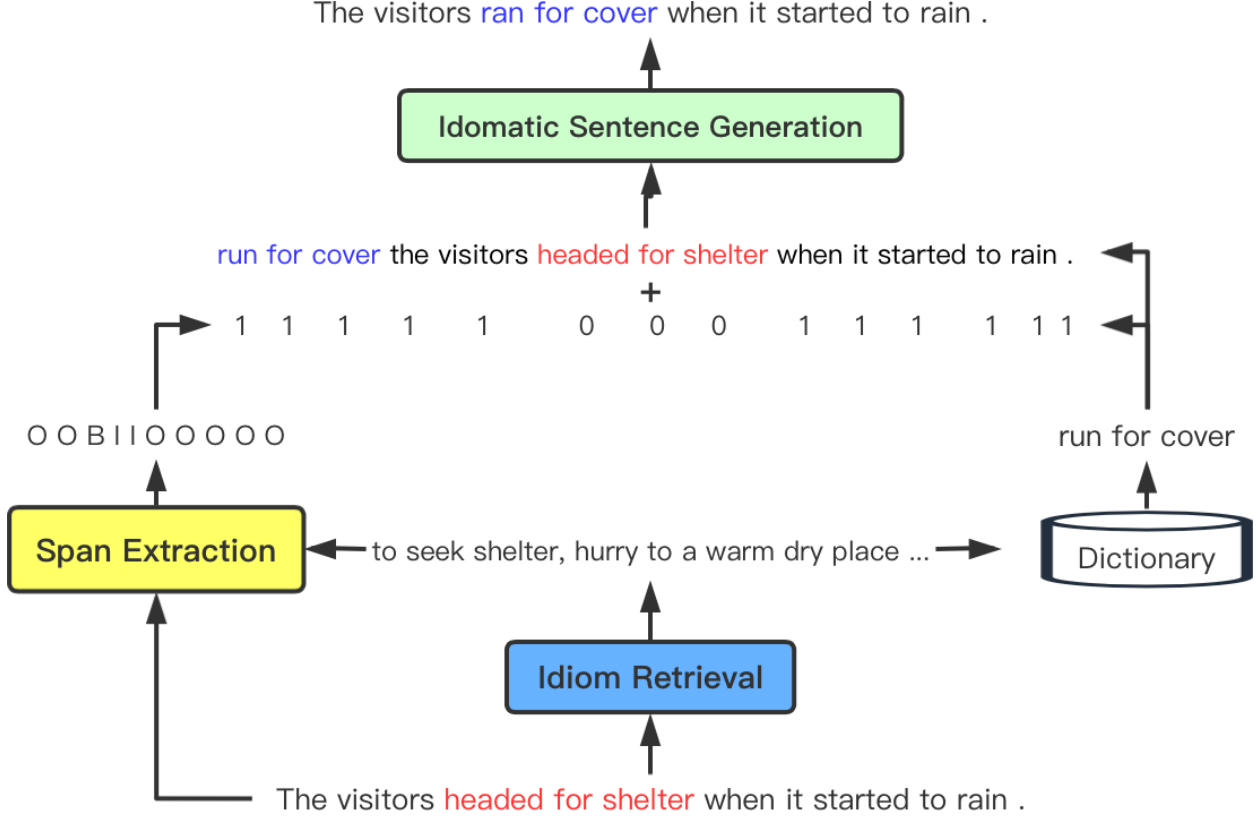 The visitors ran for cover when it started to rain .
Idomatic Sentence Generation
run for cover the visitors headed for shelter when it started to rain .
+
1 1 1 1 1 0 0 0 1 1 1 1 1 1
O O B I I O O O O O
run for cover
Span Extraction
to seek shelter, hurry to a warm dry place ...
Dictionary
Idiom Retrieval
The visitors headed for shelter when it started to rain .